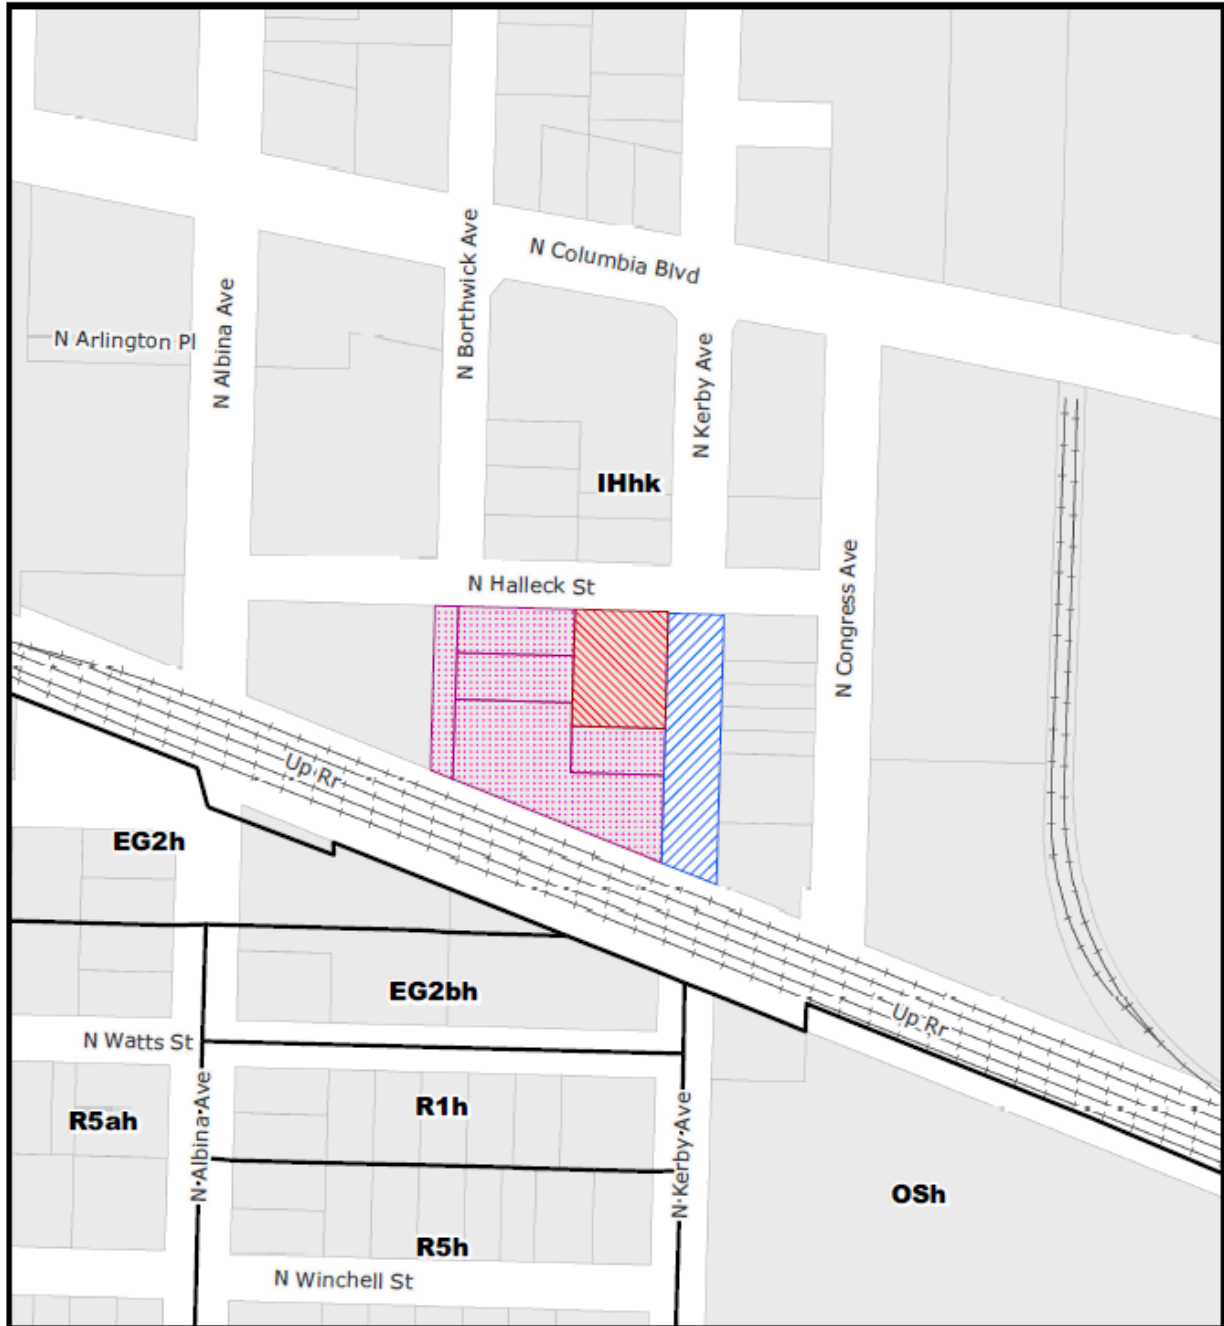 N Columbia Blvd
N Borthwick Ave
N Albina Ave
N Arlington Pl
N Kerby Ave
IHhk
N Halleck St
N Congress Ave
Up Rr
EG2h
EG2bh
Up Rr
N Watts St
R5ah
N Albina Ave
R1h
N Kerby Ave
OSh
R5h
N Winchell St